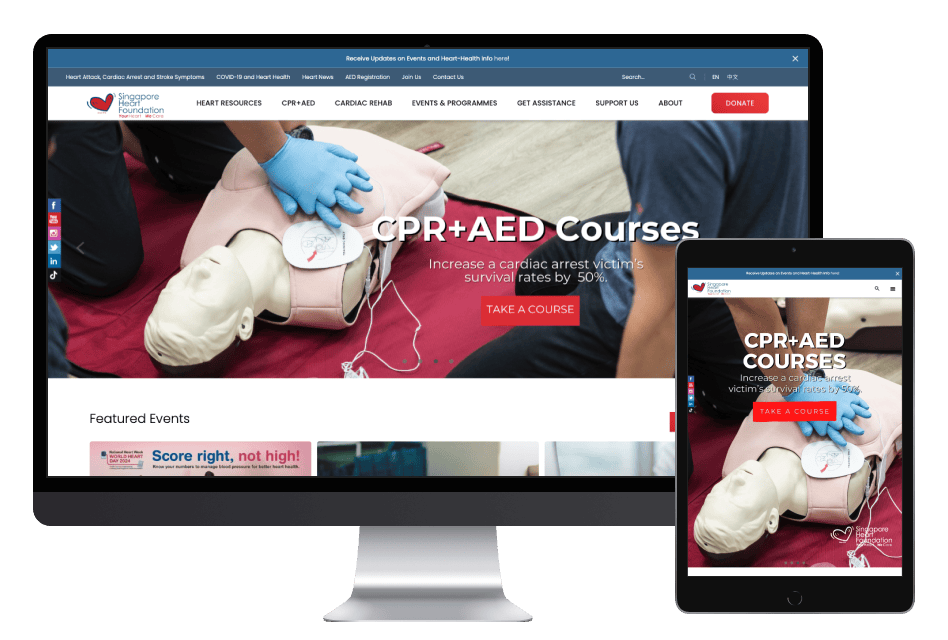 Receive Updates on Events and Heart-Health Info here!
Heart Attack, Cardiac Arrest and Stroke Symptoms COVID-19 and Heart Health Heart News AED Registration Join Us Contact Us Search... EN 中文
Singapore
Heart
Foundation
Your Heart We Care
HEART RESOURCES CPR+AED CARDIAC REHAB EVENTS & PROGRAMMES GET ASSISTANCE SUPPORT US ABOUT DONATE
CPR+AED Courses
Increase a cardiac arrest victim's
survival rates by 50%.
TAKE A COURSE
Featured Events
National Heart Week
WORLD HEART
DAY 2024
Score right, not high!
Know your numbers to manage blood pressure for better heart health.
Receive Updates on Events and Heart-Health Info here!
Singapore
Heart
Foundation
CPR+AED
COURSES
Increase a cardiac arrest
victim's survival rates by 50%.
TAKE A COURSE
Singapore
Heart
Foundation